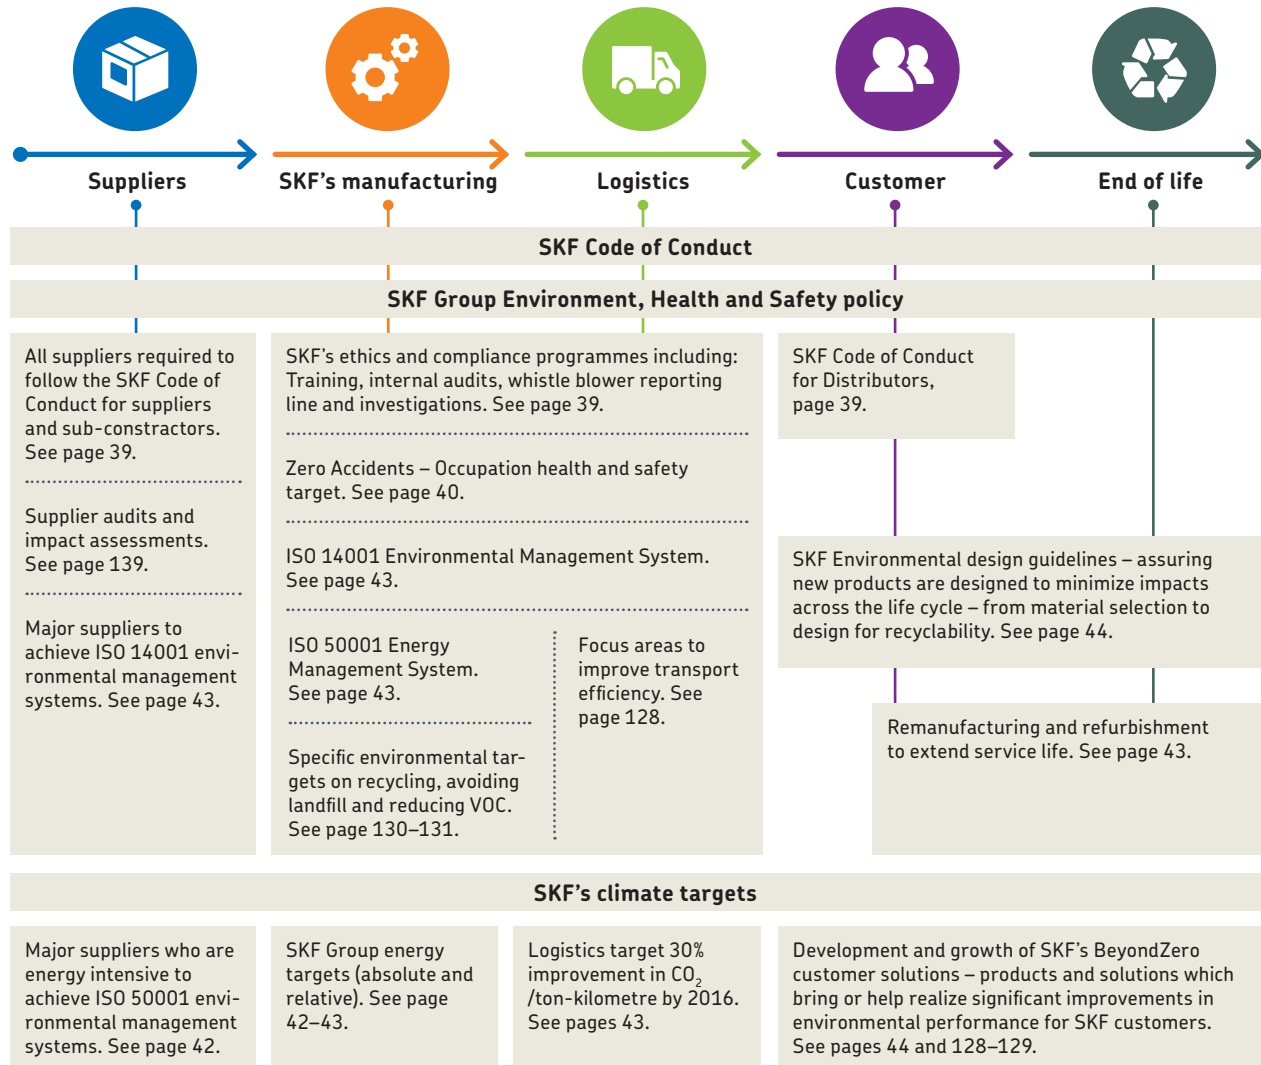 Suppliers
SKF's manufacturing
Logistics
Customer
End of life
SKF Code of Conduct
SKF Group Environment, Health and Safety policy
All suppliers required to
follow the SKF Code of
Conduct for suppliers
and sub-constractors.
See page 39.
Supplier audits and
impact assessments.
See page 139.
Major suppliers to
achieve ISO 14001 envi-
ronmental management
systems. See page 43.
SKF's ethics and compliance programmes including:
Training, internal audits, whistle blower reporting
line and investigations. See page 39.
Zero Accidents – Occupation health and safety
target. See page 40.
ISO 14001 Environmental Management System.
See page 43.
ISO 50001 Energy
Management System.
See page 43.
Specific environmental tar-
gets on recycling, avoiding
landfill and reducing VOC.
See page 130–131.
Focus areas to
improve transport
efficiency. See
page 128.
SKF Code of Conduct
for Distributors,
page 39.
SKF Environmental design guidelines – assuring
new products are designed to minimize impacts
across the life cycle – from material selection to
design for recyclability. See page 44.
Remanufacturing and refurbishment
to extend service life. See page 43.
SKF's climate targets
Major suppliers who are
energy intensive to
achieve ISO 50001 envi-
ronmental management
systems. See page 42.
SKF Group energy
targets (absolute and
relative). See page
42–43.
Logistics target 30%
improvement in CO2
/ton-kilometre by 2016.
See pages 43.
Development and growth of SKF's BeyondZero
customer solutions – products and solutions which
bring or help realize significant improvements in
environmental performance for SKF customers.
See pages 44 and 128–129.